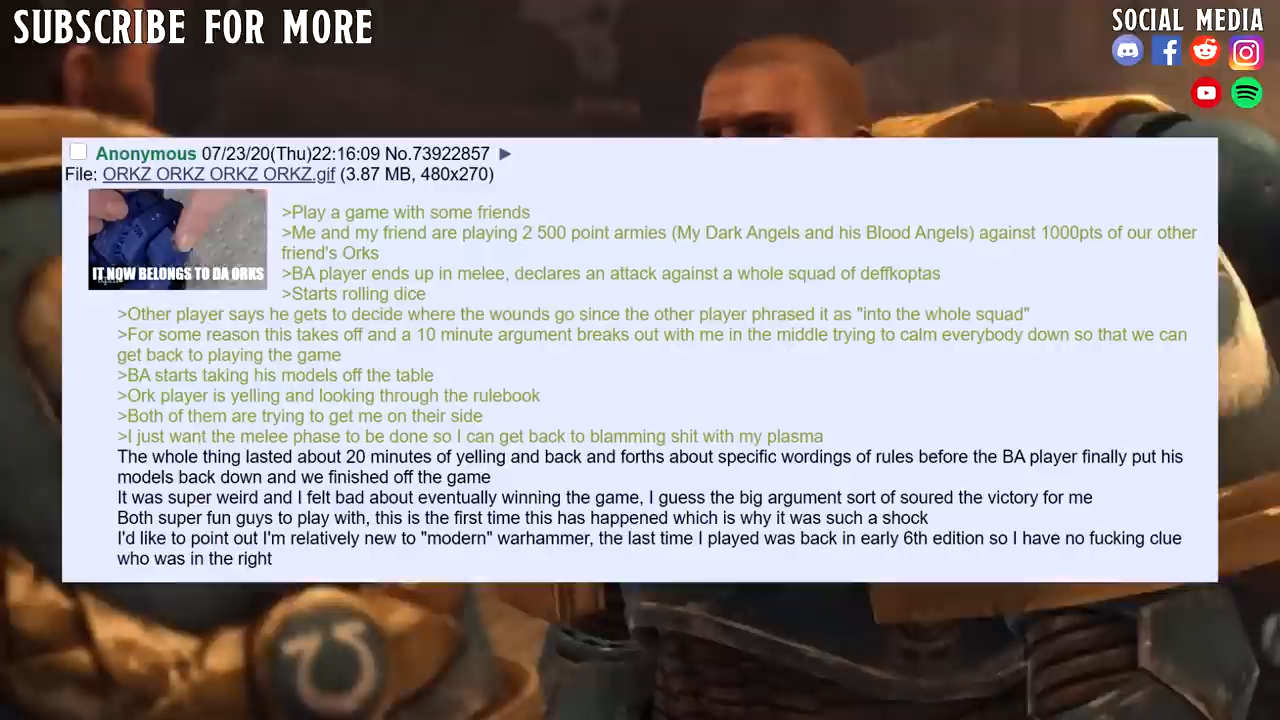 SUBSCRIBE FOR MORE
SOCIAL MEDIA
Anonymous 07/23/20(Thu)22:16:09 No.73922857 ▶
File: ORKZ ORKZ ORKZ ORKZ.gif (3.87 MB, 480x270)
IT NOW BELONGS TO DA ORKS
>Play a game with some friends
>Me and my friend are playing 2 500 point armies (My Dark Angels and his Blood Angels) against 1000pts of our other
friend's Orks
>BA player ends up in melee, declares an attack against a whole squad of deffkoptas
>Starts rolling dice
>Other player says he gets to decide where the wounds go since the other player phrased it as "into the whole squad"
>For some reason this takes off and a 10 minute argument breaks out with me in the middle trying to calm everybody down so that we can
get back to playing the game
>BA starts taking his models off the table
>Ork player is yelling and looking through the rulebook
>Both of them are trying to get me on their side
>I just want the melee phase to be done so I can get back to blamming shit with my plasma
The whole thing lasted about 20 minutes of yelling and back and forths about specific wordings of rules before the BA player finally put his
models back down and we finished off the game
It was super weird and I felt bad about eventually winning the game, I guess the big argument sort of soured the victory for me
Both super fun guys to play with, this is the first time this has happened which is why it was such a shock
I'd like to point out I'm relatively new to "modern" warhammer, the last time I played was back in early 6th edition so I have no fucking clue
who was in the right